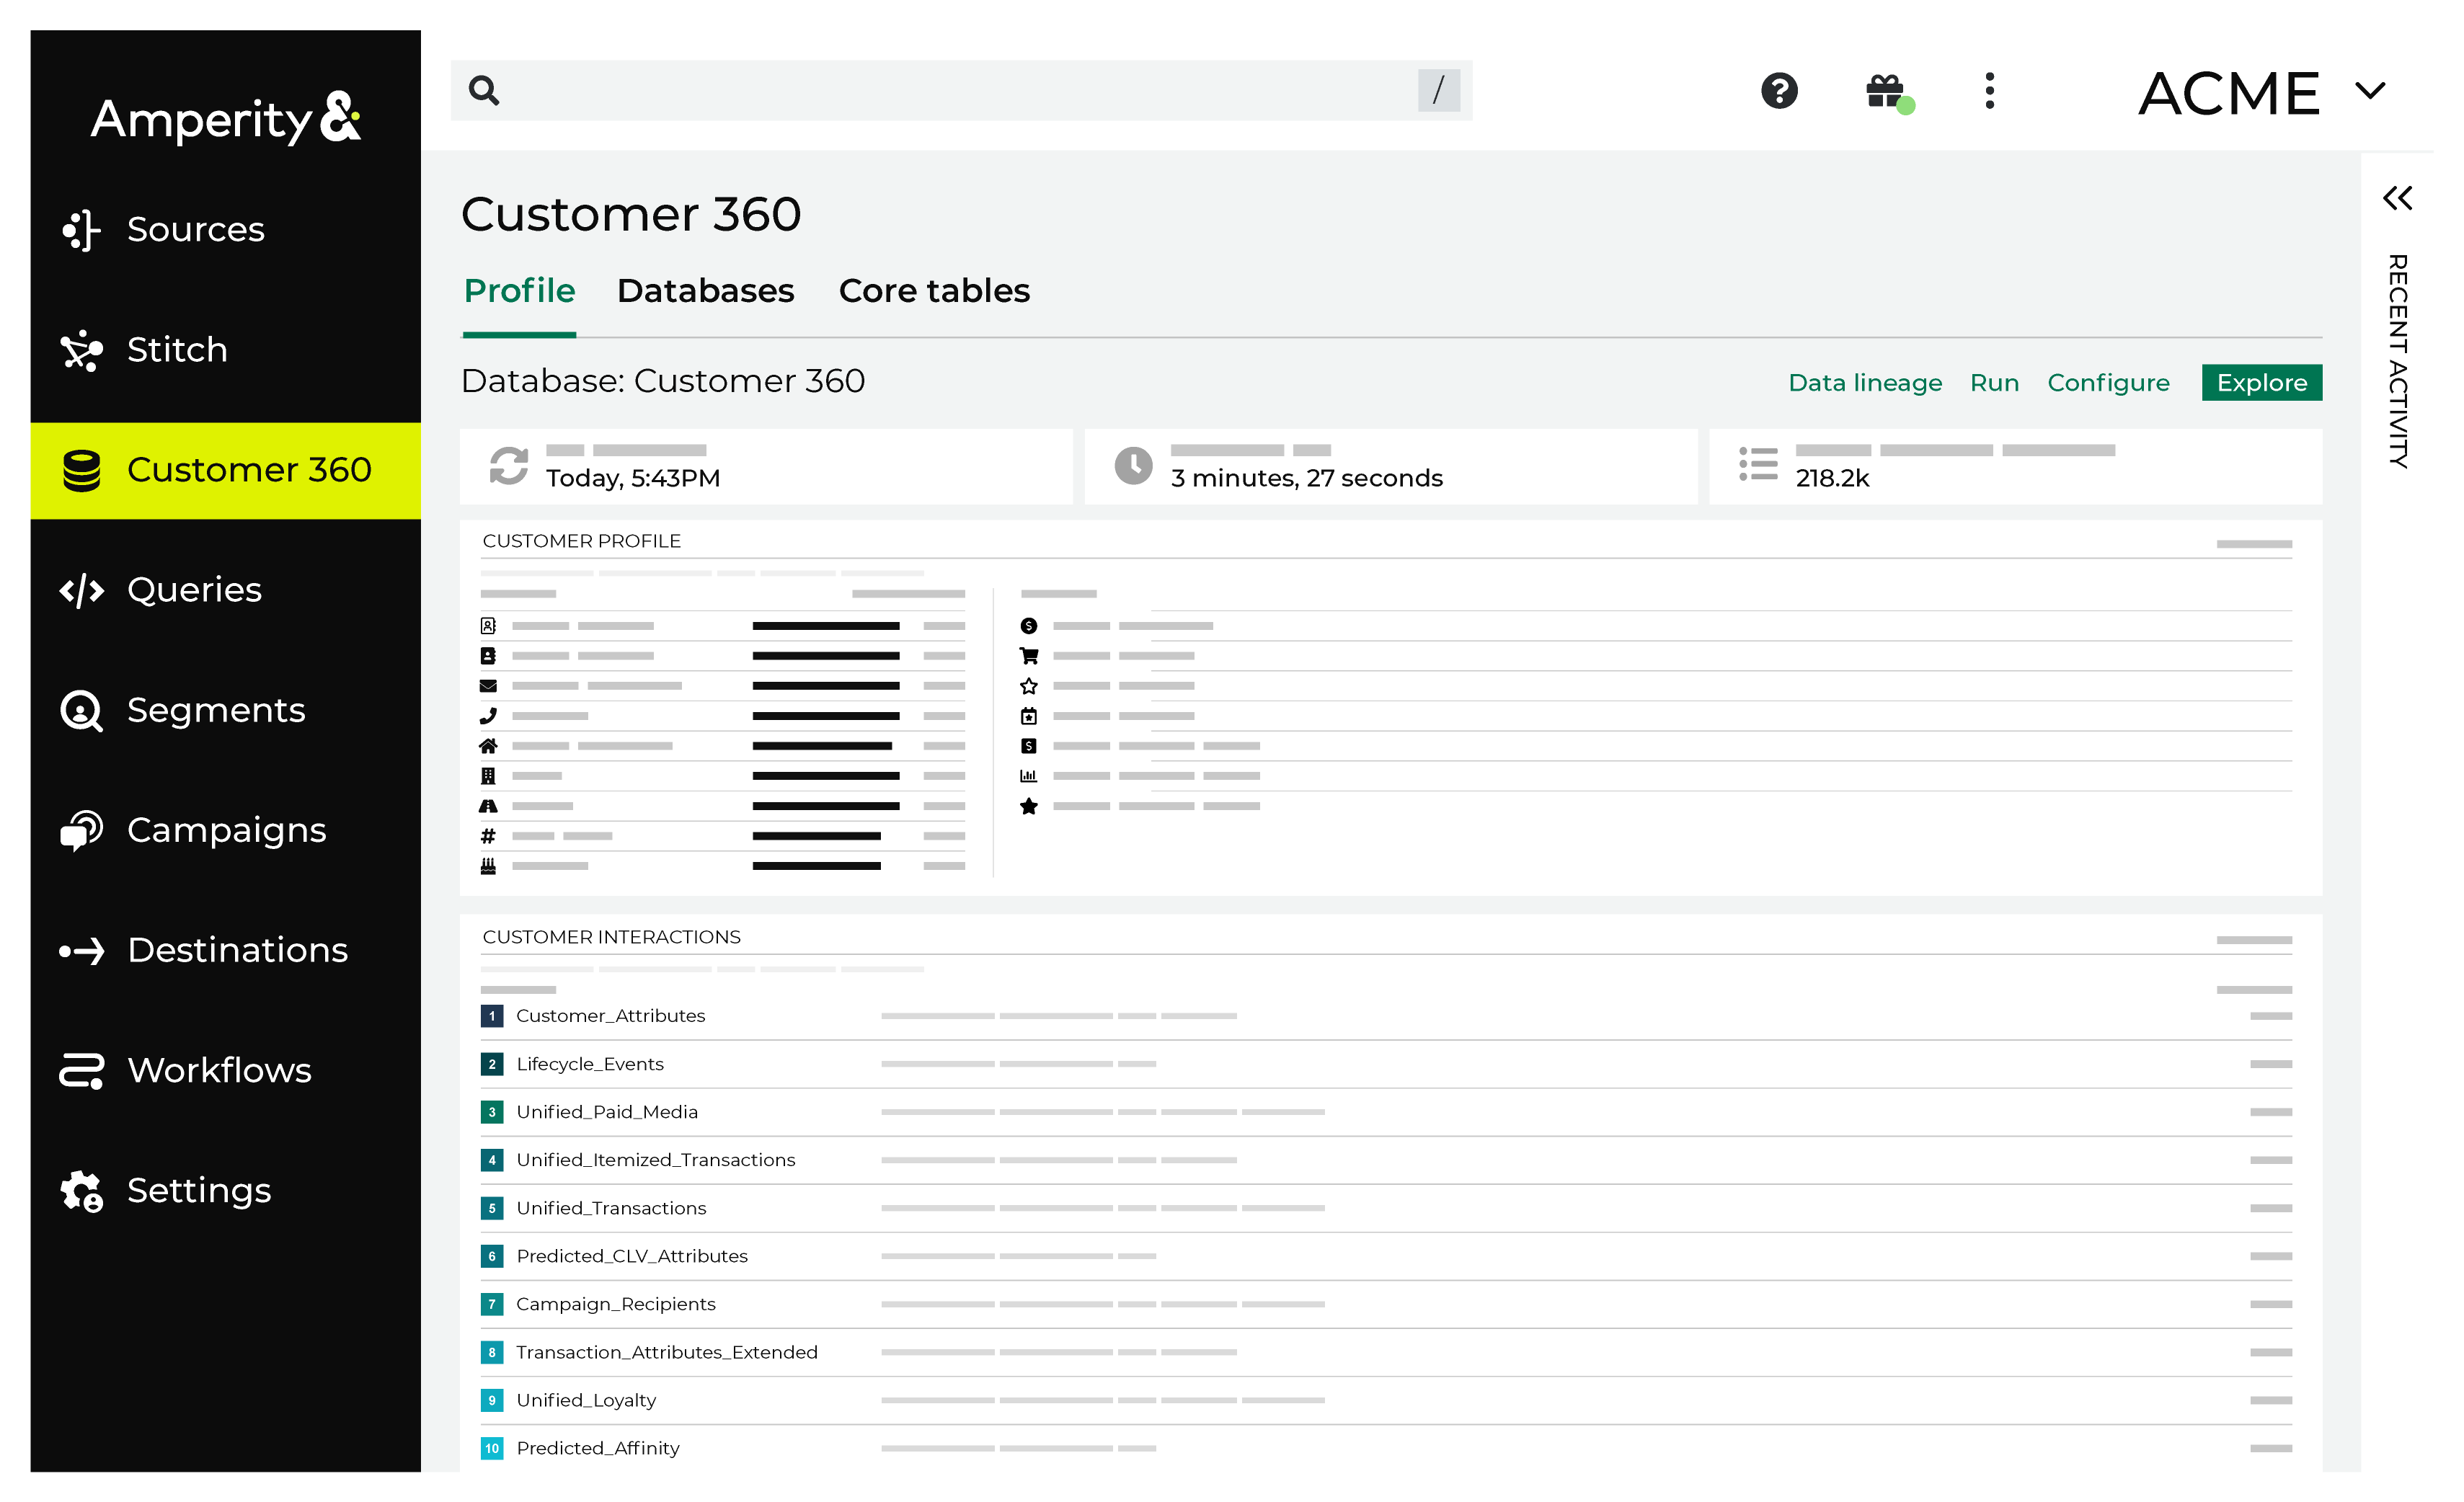 Amperity&
Sources
Stitch
Customer 360
Queries
Segments
Campaigns
Destinations
Workflows
Settings
/
ACME
Customer 360
Profile Databases Core tables
Database: Customer 360
Data lineage Run Configure Explore
Today, 5:43PM
3 minutes, 27 seconds
218.2k
CUSTOMER PROFILE
CUSTOMER INTERACTIONS
1 Customer_Attributes
2 Lifecycle_Events
3 Unified_Paid_Media
4 Unified_Itemized_Transactions
5 Unified_Transactions
6 Predicted_CLV_Attributes
7 Campaign_Recipients
8 Transaction_Attributes_Extended
9 Unified_Loyalty
10 Predicted_Affinity
RECENT ACTIVITY